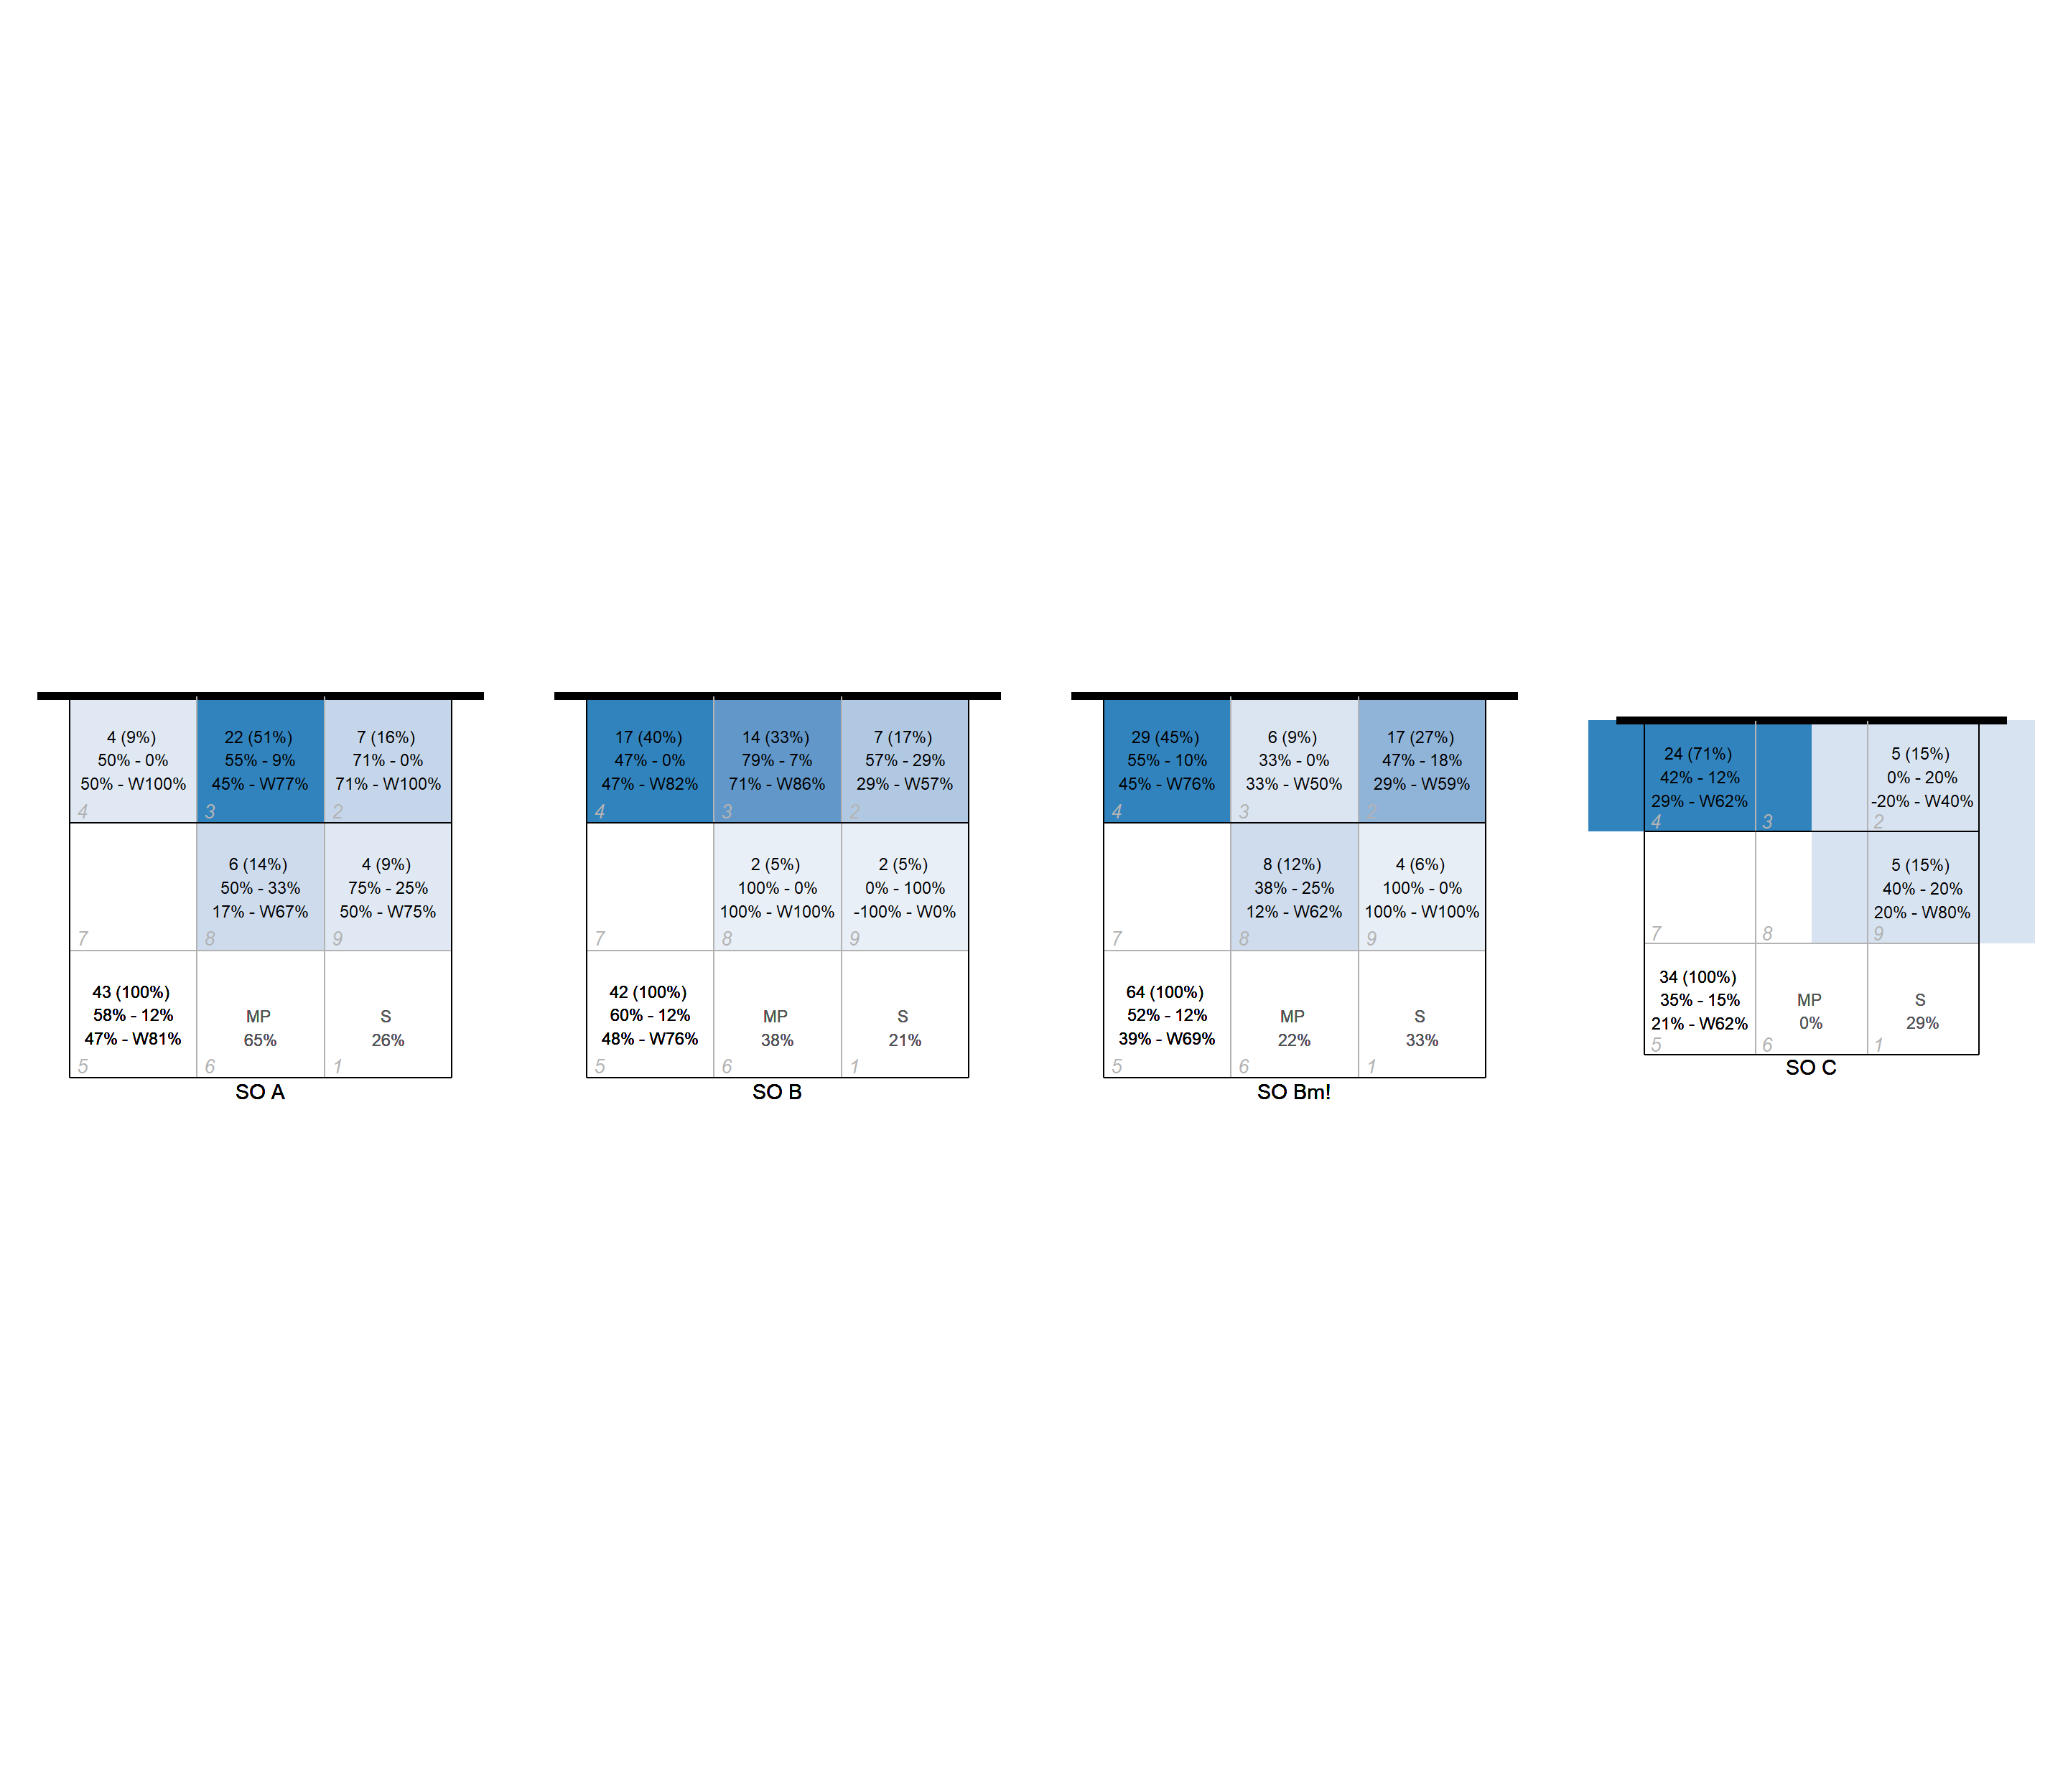 4 (9%)
50% - 0%
50% - W100%
4
22 (51%)
55% - 9%
45% - W77%
3
7 (16%)
71% - 0%
71% - W100%
2
7
6 (14%)
50% - 33%
17% - W67%
8
4 (9%)
75% - 25%
50% - W75%
9
43 (100%)
58% - 12%
47% - W81%
5
MP
65%
6
S
26%
1
SO A
17 (40%)
47% - 0%
47% - W82%
4
14 (33%)
79% - 7%
71% - W86%
3
7 (17%)
57% - 29%
29% - W57%
2
7
2 (5%)
100% - 0%
100% - W100%
8
2 (5%)
0% - 100%
-100% - W0%
9
42 (100%)
60% - 12%
48% - W76%
5
MP
38%
6
S
21%
1
SO B
29 (45%)
55% - 10%
45% - W76%
4
6 (9%)
33% - 0%
33% - W50%
3
17 (27%)
47% - 18%
29% - W59%
2
7
8 (12%)
38% - 25%
12% - W62%
8
4 (6%)
100% - 0%
100% - W100%
9
64 (100%)
52% - 12%
39% - W69%
5
MP
22%
6
S
33%
1
SO Bm!
24 (71%)
42% - 12%
29% - W62%
4
3
5 (15%)
0% - 20%
-20% - W40%
2
7
8
5 (15%)
40% - 20%
20% - W80%
9
34 (100%)
35% - 15%
21% - W62%
5
MP
0%
6
S
29%
1
SO C